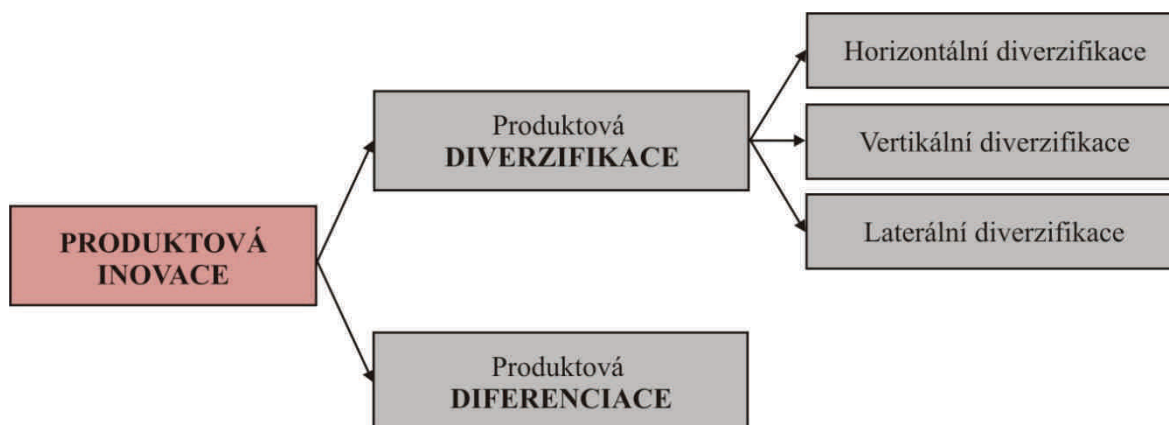 PRODUKTOVÁ
INOVACE
Produktová
DIVERZIFIKACE
Produktová
DIFERENCIACE
Horizontální diverzifikace
Vertikální diverzifikace
Laterální diverzifikace